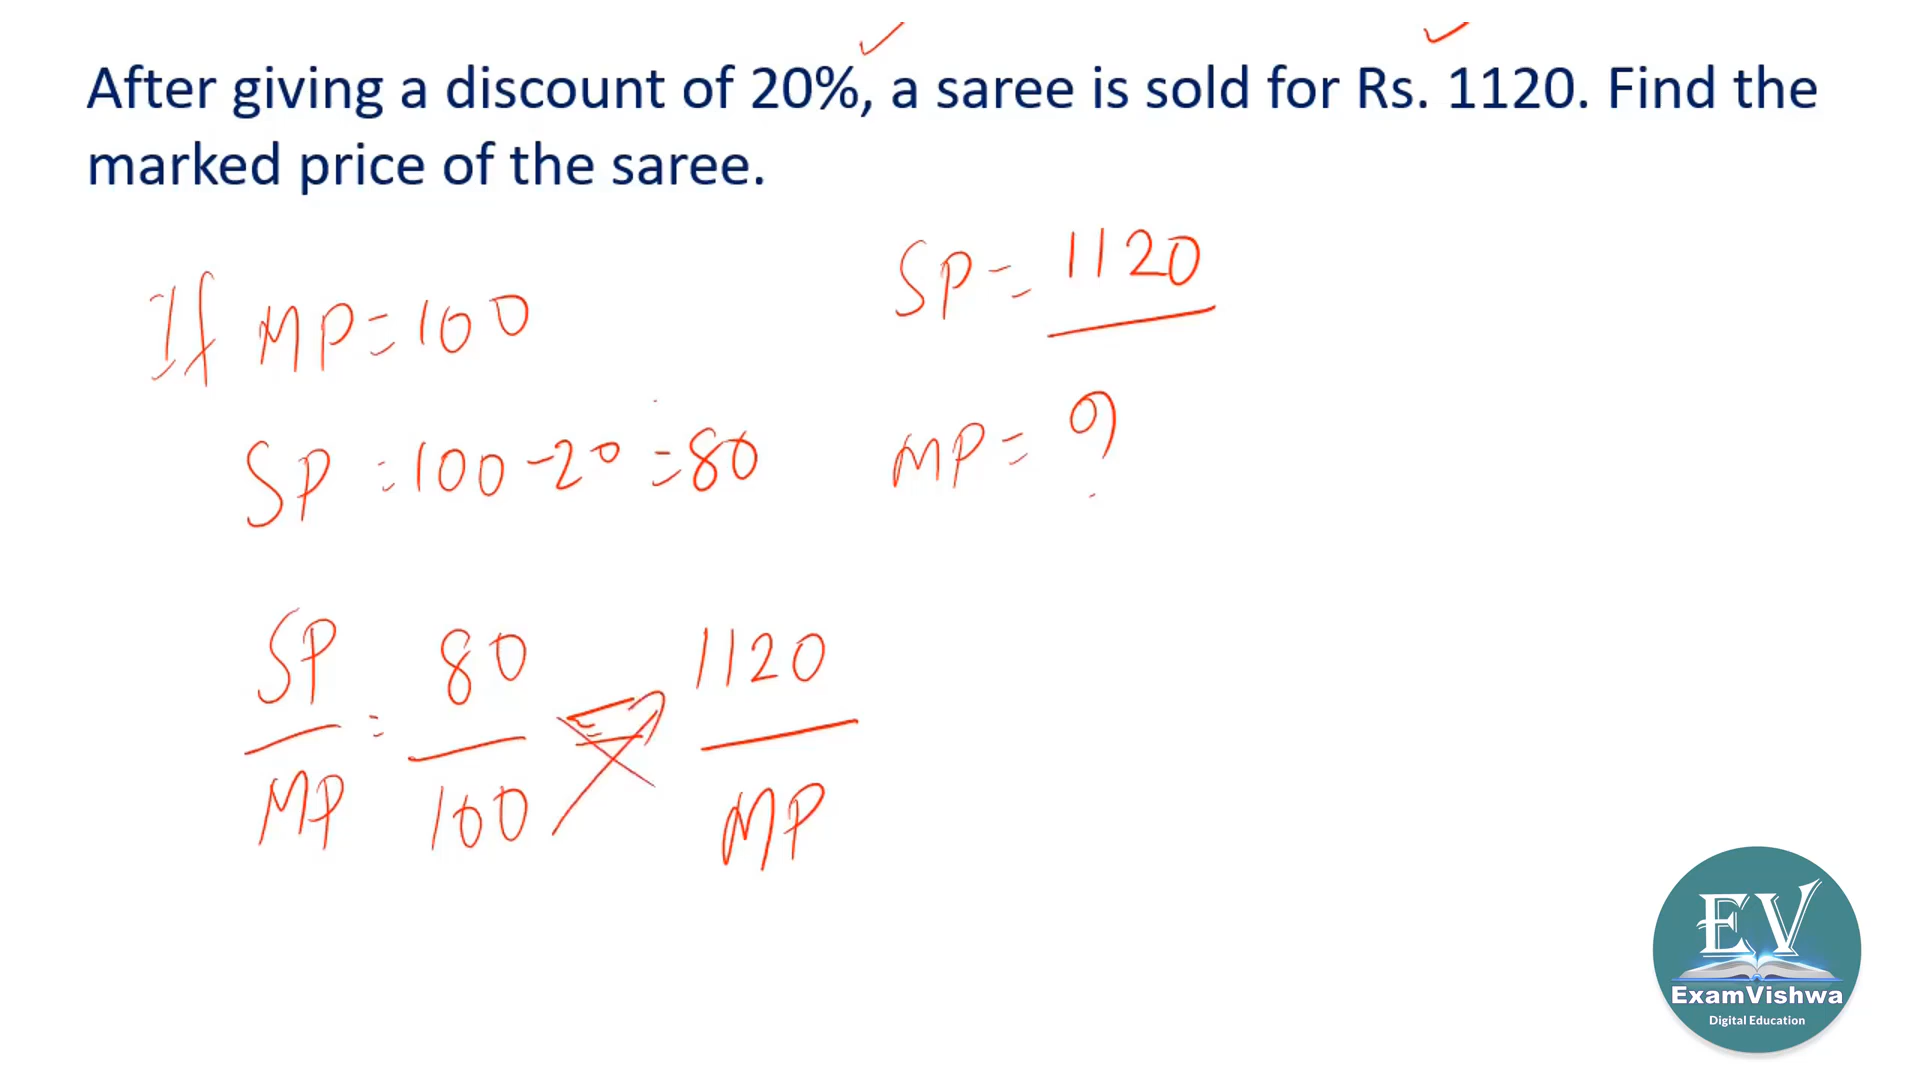 After giving a discount of 20%, a saree is sold for Rs. 1120. Find the
marked price of the saree.
If MP = 100
SP = 100 - 20 = 80
SP = 1120
MP = ?
SP/MP = 80/100 = 1120/MP
EV
ExamVishwa
Digital Education